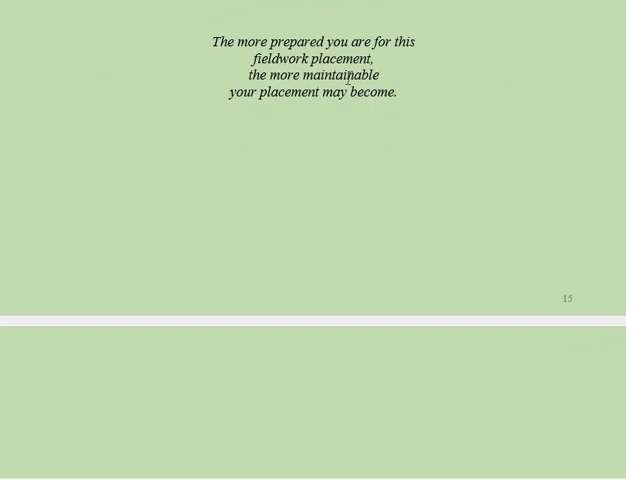 The more prepared you are for this
fieldwork placement,
the more maintainable
your placement may become.
15